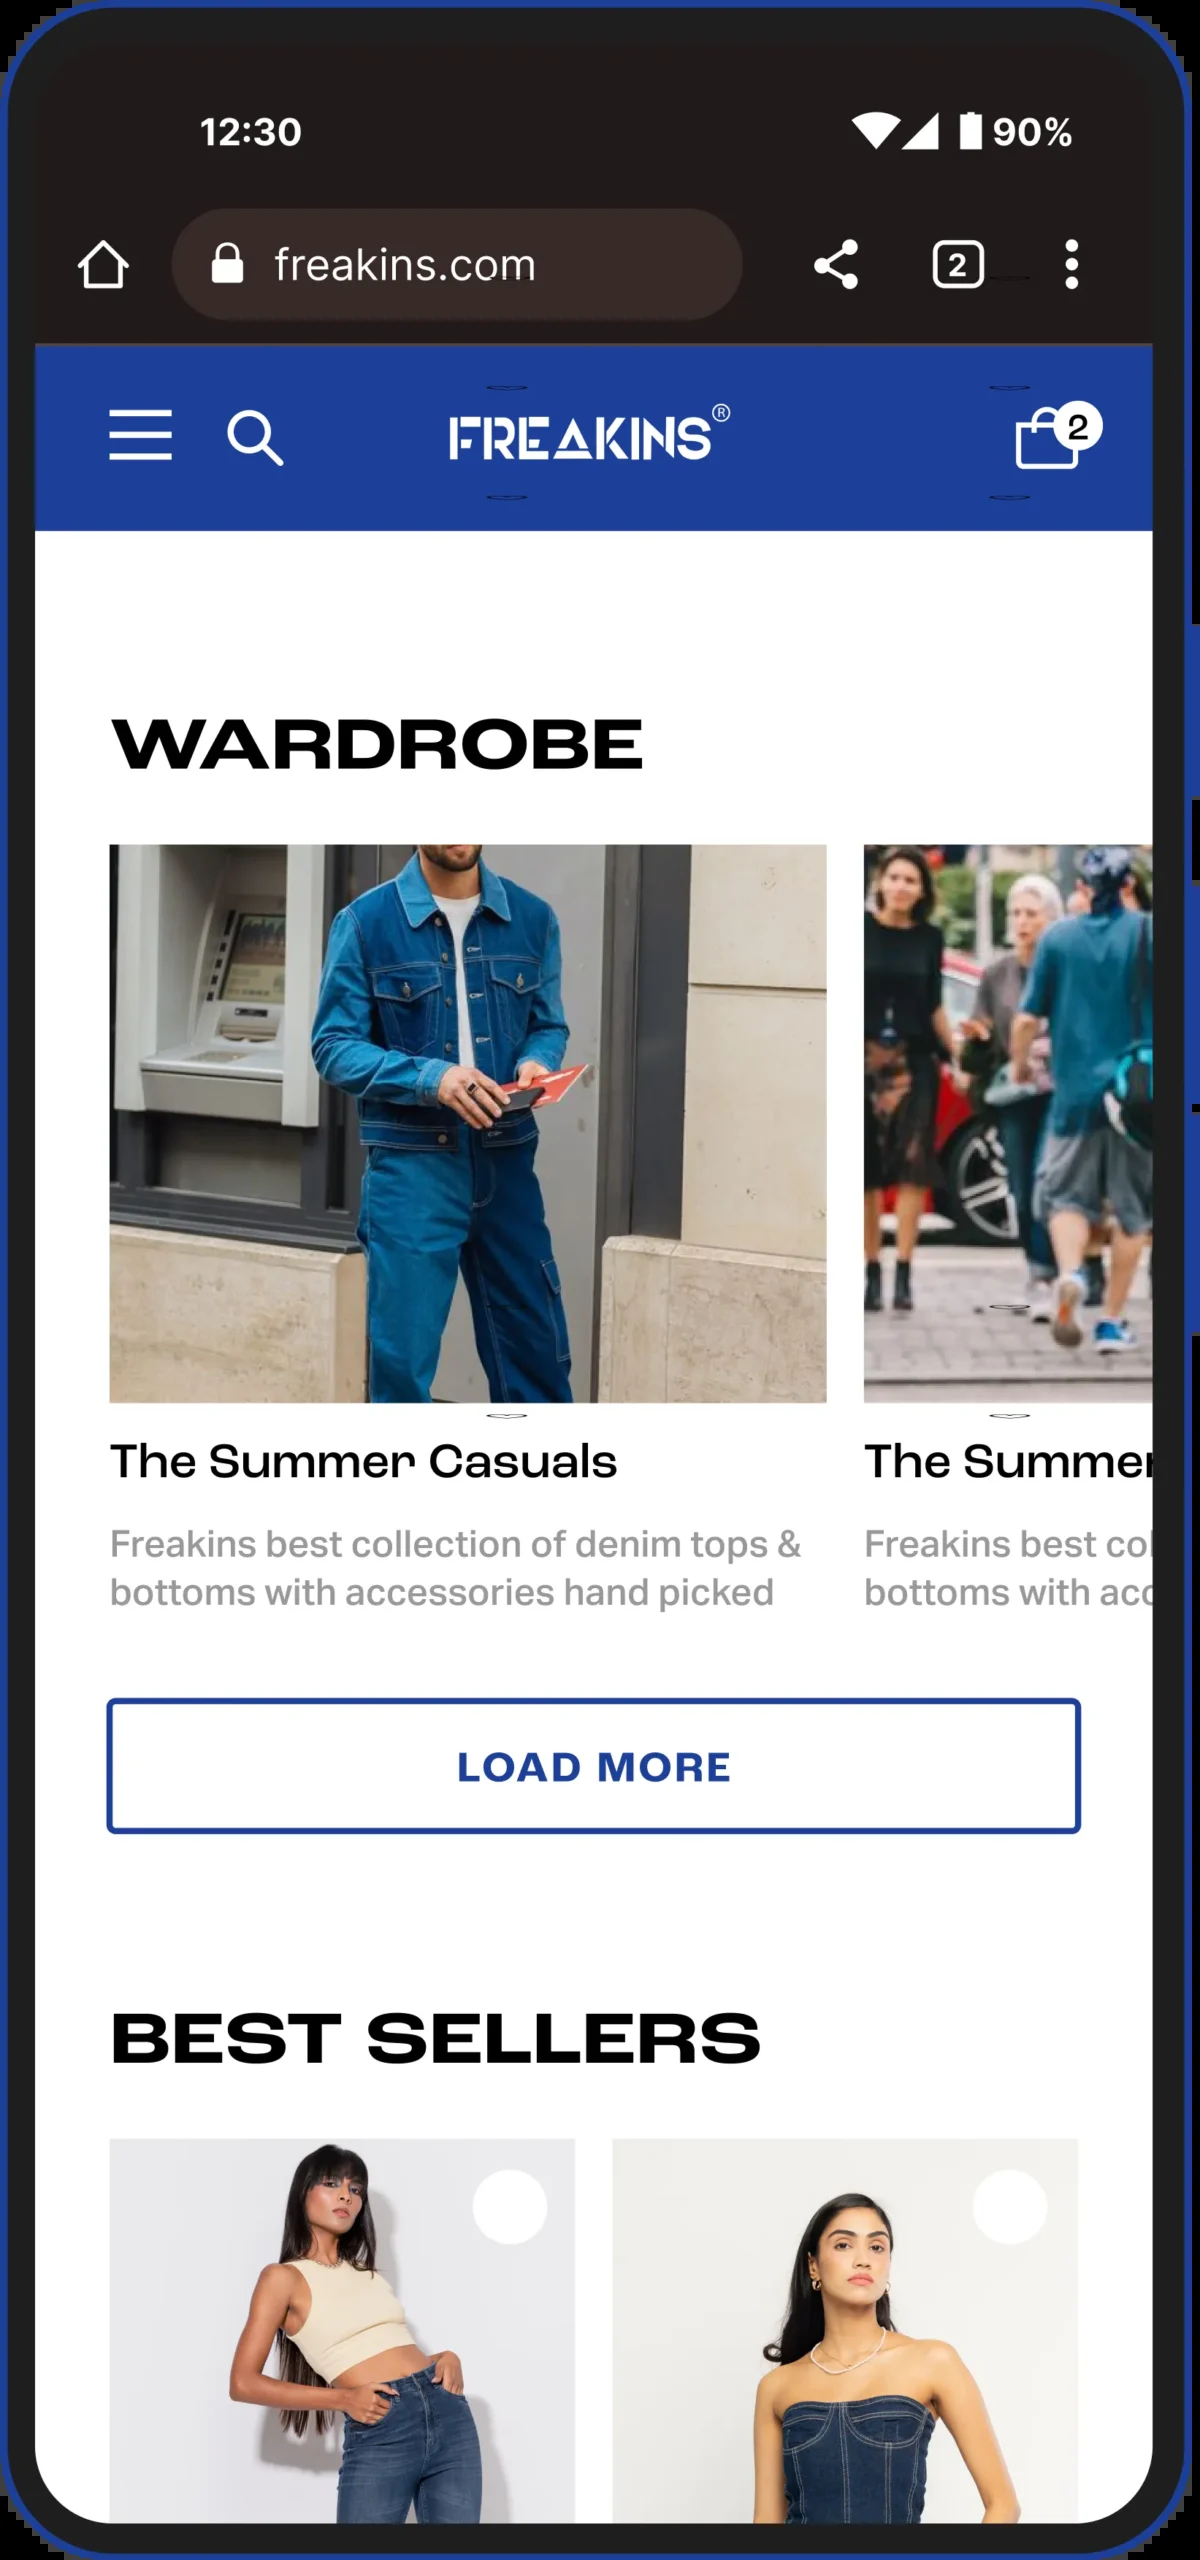 12:30
90%
freakins.com
2
FREAKINS®
2
WARDROBE
The Summer Casuals
Freakins best collection of denim tops &
bottoms with accessories hand picked
The Summer
Freakins best col
bottoms with acc
LOAD MORE
BEST SELLERS